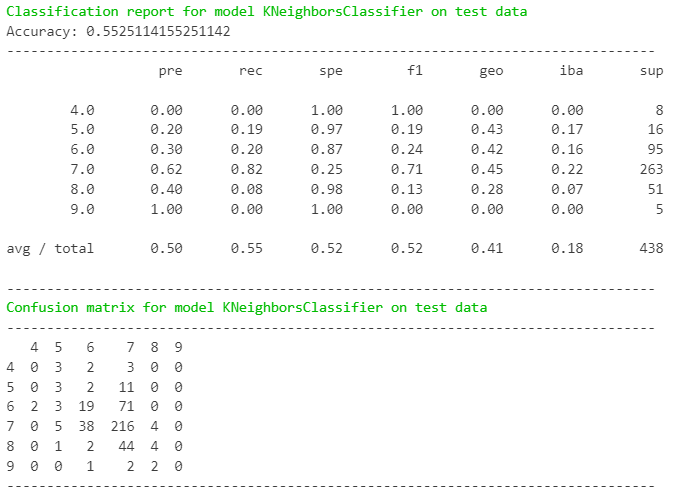 Classification report for model KNeighborsClassifier on test data
Accuracy: 0.5525114155251142
---------------------------------------------------------------------------------
pre rec spe f1 geo iba sup
4.0 0.00 0.00 1.00 1.00 0.00 0.00 8
5.0 0.20 0.19 0.97 0.19 0.43 0.17 16
6.0 0.30 0.20 0.87 0.24 0.42 0.16 95
7.0 0.62 0.82 0.25 0.71 0.45 0.22 263
8.0 0.40 0.08 0.98 0.13 0.28 0.07 51
9.0 1.00 0.00 1.00 0.00 0.00 0.00 5
avg / total 0.50 0.55 0.52 0.52 0.41 0.18 438
---------------------------------------------------------------------------------
Confusion matrix for model KNeighborsClassifier on test data
---------------------------------------------------------------------------------
4 5 6 7 8 9
4 0 3 2 3 0 0
5 0 3 2 11 0 0
6 2 3 19 71 0 0
7 0 5 38 216 4 0
8 0 1 2 44 4 0
9 0 0 1 2 2 0
---------------------------------------------------------------------------------